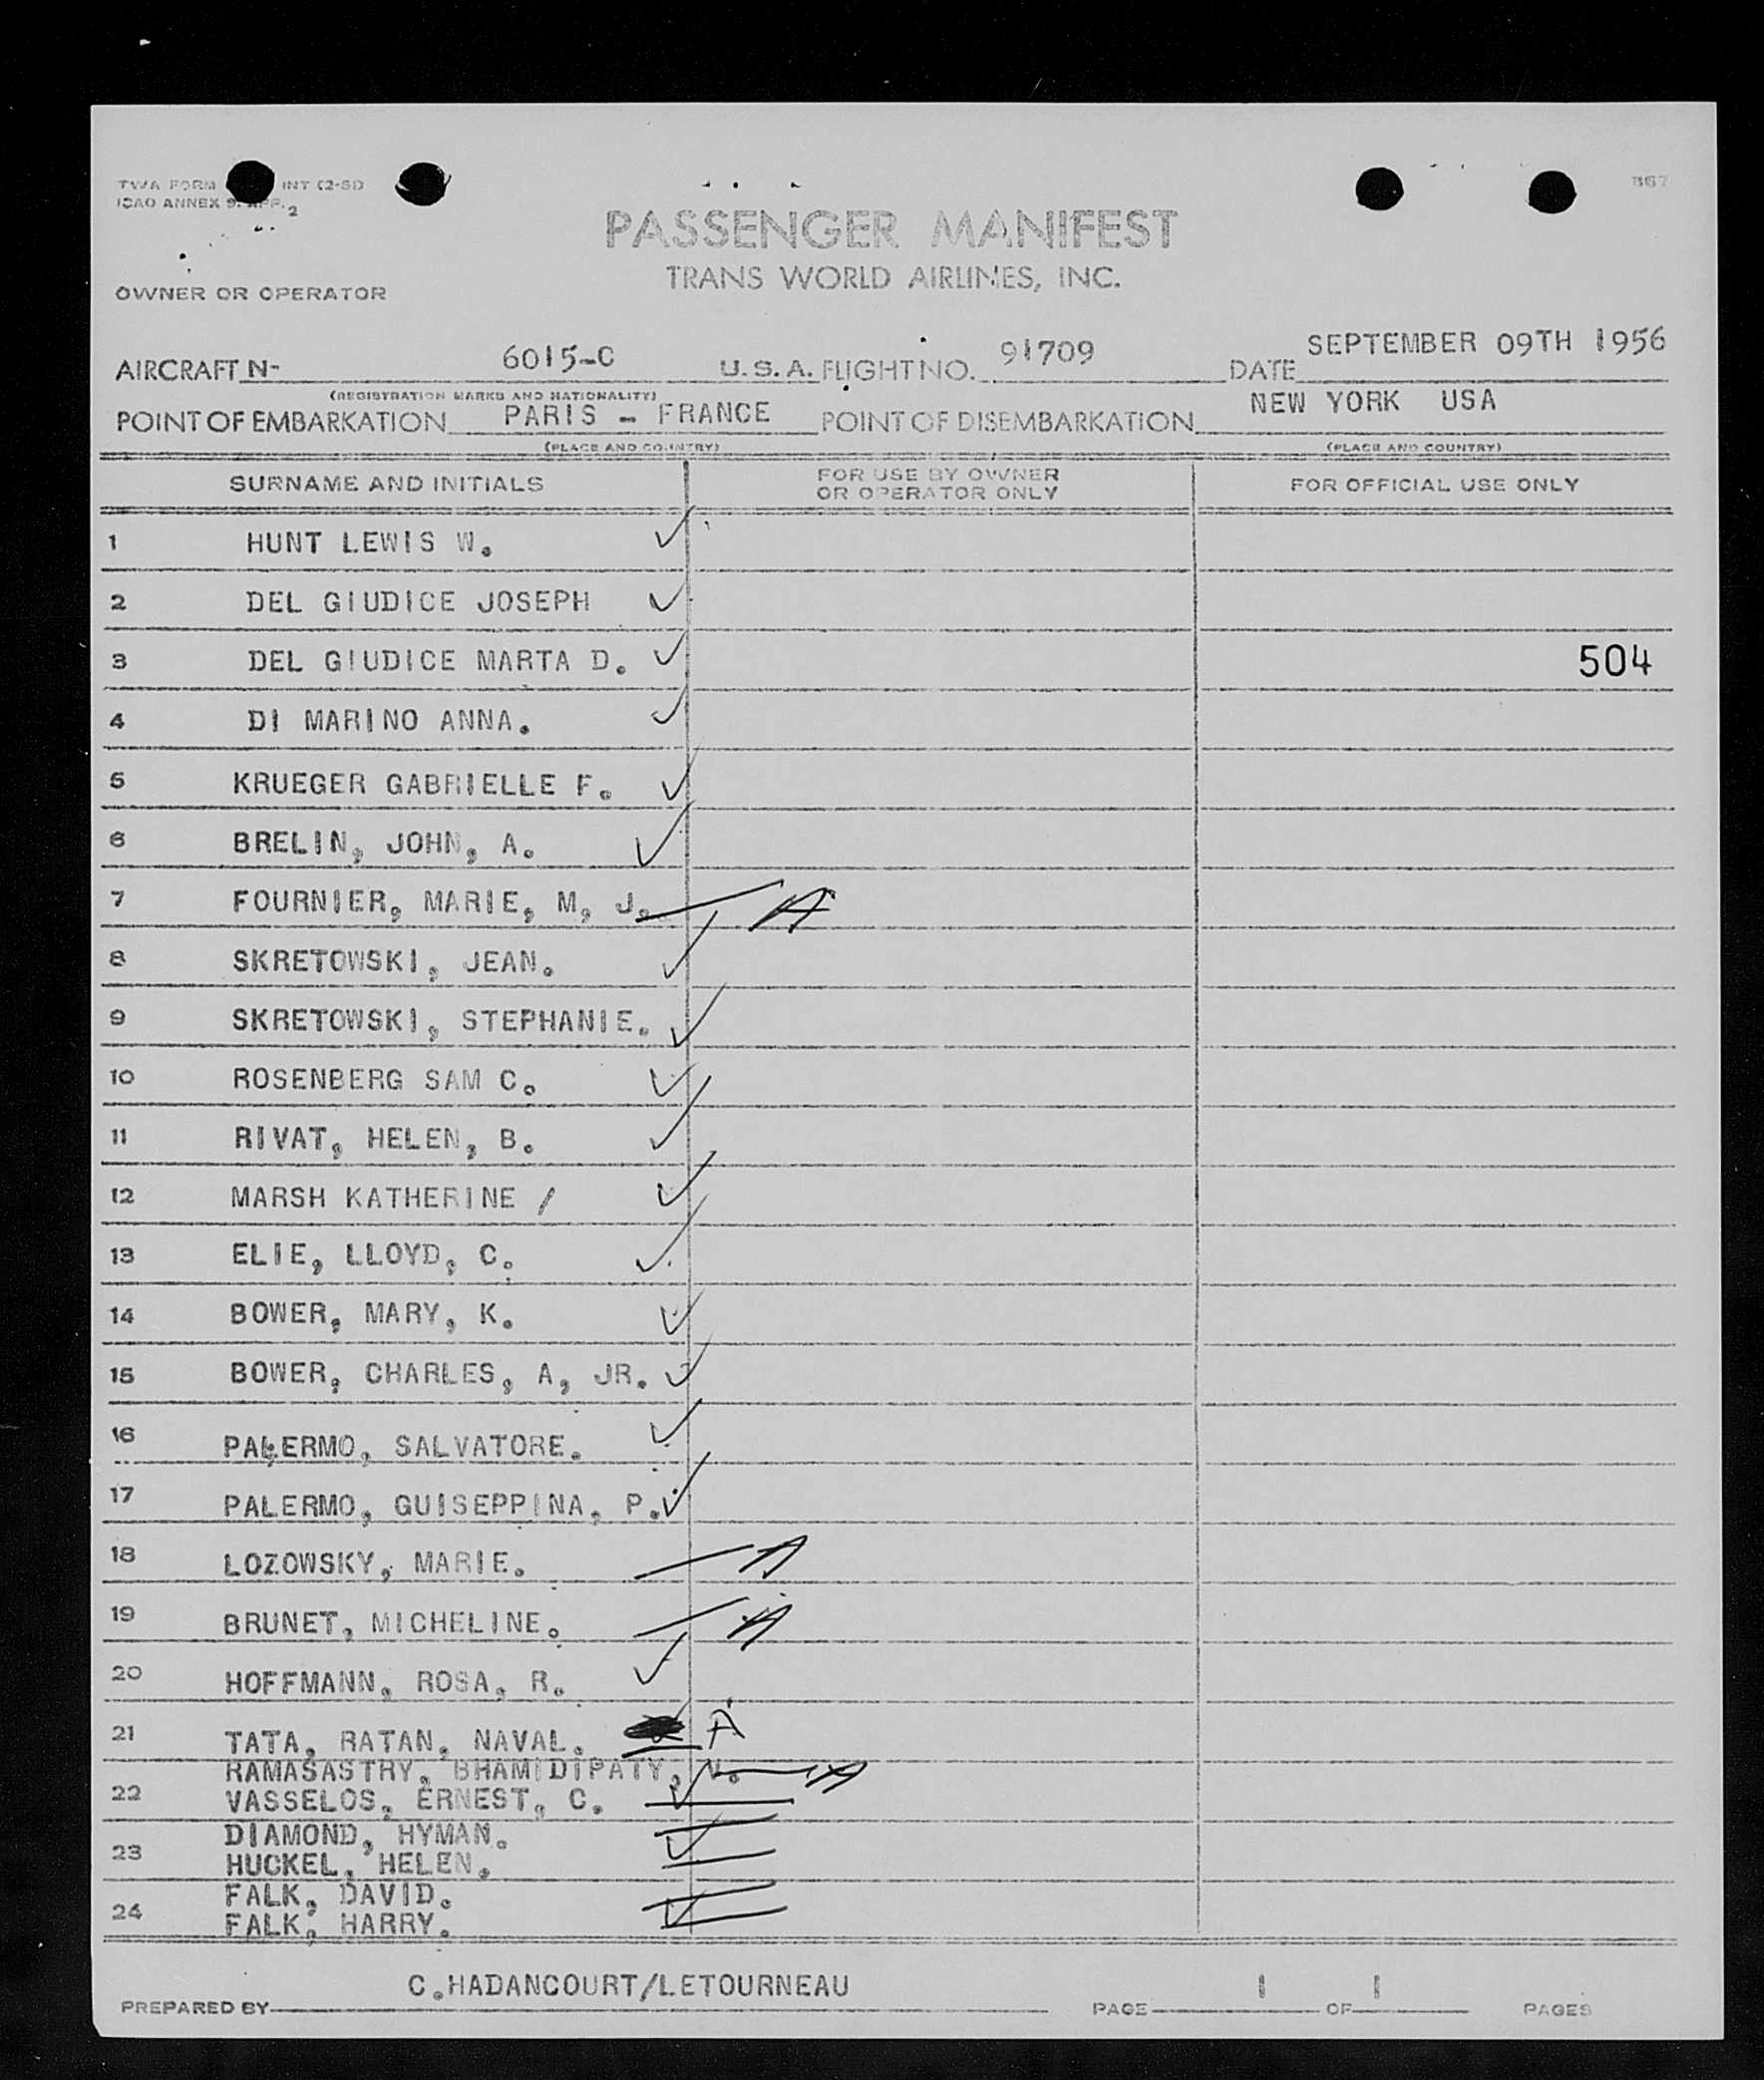 TWA FORM INT (2-51)
ICAO ANNEX 9. APP. 2
367
PASSENGER MANIFEST
TRANS WORLD AIRLINES, INC.
OWNER OR OPERATOR
AIRCRAFT N- 6015-C U.S.A. FLIGHT NO. 91709 DATE SEPTEMBER 09TH 1956
(REGISTRATION MARKS AND NATIONALITY)
POINT OF EMBARKATION PARIS - FRANCE POINT OF DISEMBARKATION NEW YORK USA
(PLACE AND COUNTRY) (PLACE AND COUNTRY)
SURNAME AND INITIALS FOR USE BY OWNER OR OPERATOR ONLY FOR OFFICIAL USE ONLY
1 HUNT LEWIS W.
2 DEL GIUDICE JOSEPH
3 DEL GIUDICE MARTA D. 504
4 DI MARINO ANNA.
5 KRUEGER GABRIELLE F.
6 BRELIN, JOHN, A.
7 FOURNIER, MARIE, M, J. A
8 SKRETOWSKI, JEAN.
9 SKRETOWSKI, STEPHANIE.
10 ROSENBERG SAM C.
11 RIVAT, HELEN, B.
12 MARSH KATHERINE /
13 ELIE, LLOYD, C.
14 BOWER, MARY, K.
15 BOWER, CHARLES, A, JR.
16 PALERMO, SALVATORE.
17 PALERMO, GUISEPPINA, P.
18 LOZOWSKY, MARIE. A
19 BRUNET, MICHELINE. A
20 HOFFMANN, ROSA, R.
21 TATA, RATAN, NAVAL. A
RAMASASTRY, BHAMIDIPATY, V. A
22 VASSELOS, ERNEST, C.
DIAMOND, HYMAN.
23 HUCKEL, HELEN.
FALK, DAVID.
24 FALK, HARRY.
PREPARED BY C.HADANCOURT/LETOURNEAU PAGE 1 OF 1 PAGES